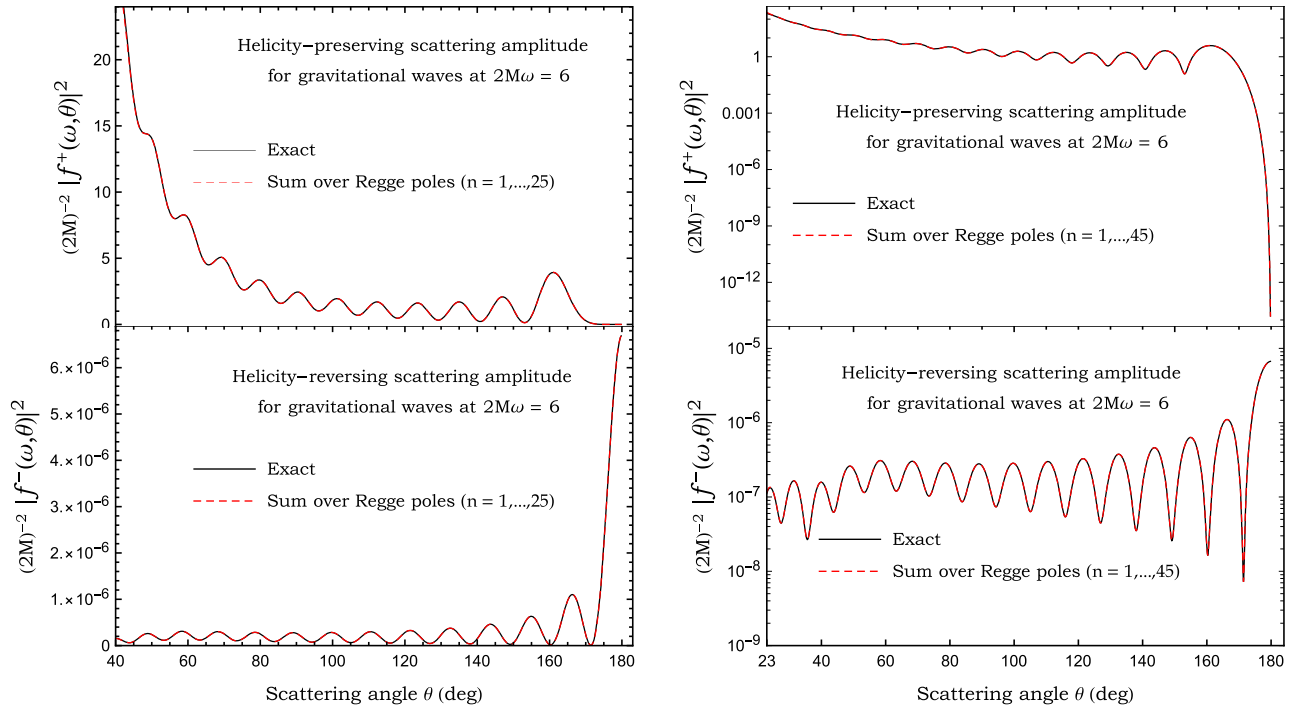 Helicity−preserving scattering amplitude
for gravitational waves at 2Mω = 6
Exact
Sum over Regge poles (n = 1,...,25)
(2M)⁻² |f⁺(ω,θ)|²
20
15
10
5
0
Helicity−reversing scattering amplitude
for gravitational waves at 2Mω = 6
Exact
Sum over Regge poles (n = 1,...,25)
(2M)⁻² |f⁻(ω,θ)|²
6.×10⁻⁶
5.×10⁻⁶
4.×10⁻⁶
3.×10⁻⁶
2.×10⁻⁶
1.×10⁻⁶
0
40 60 80 100 120 140 160 180
Scattering angle θ (deg)
Helicity−preserving scattering amplitude
for gravitational waves at 2Mω = 6
Exact
Sum over Regge poles (n = 1,...,45)
(2M)⁻² |f⁺(ω,θ)|²
1
0.001
10⁻⁶
10⁻⁹
10⁻¹²
Helicity−reversing scattering amplitude
for gravitational waves at 2Mω = 6
Exact
Sum over Regge poles (n = 1,...,45)
(2M)⁻² |f⁻(ω,θ)|²
10⁻⁵
10⁻⁶
10⁻⁷
10⁻⁸
10⁻⁹
23 40 60 80 100 120 140 160 180
Scattering angle θ (deg)